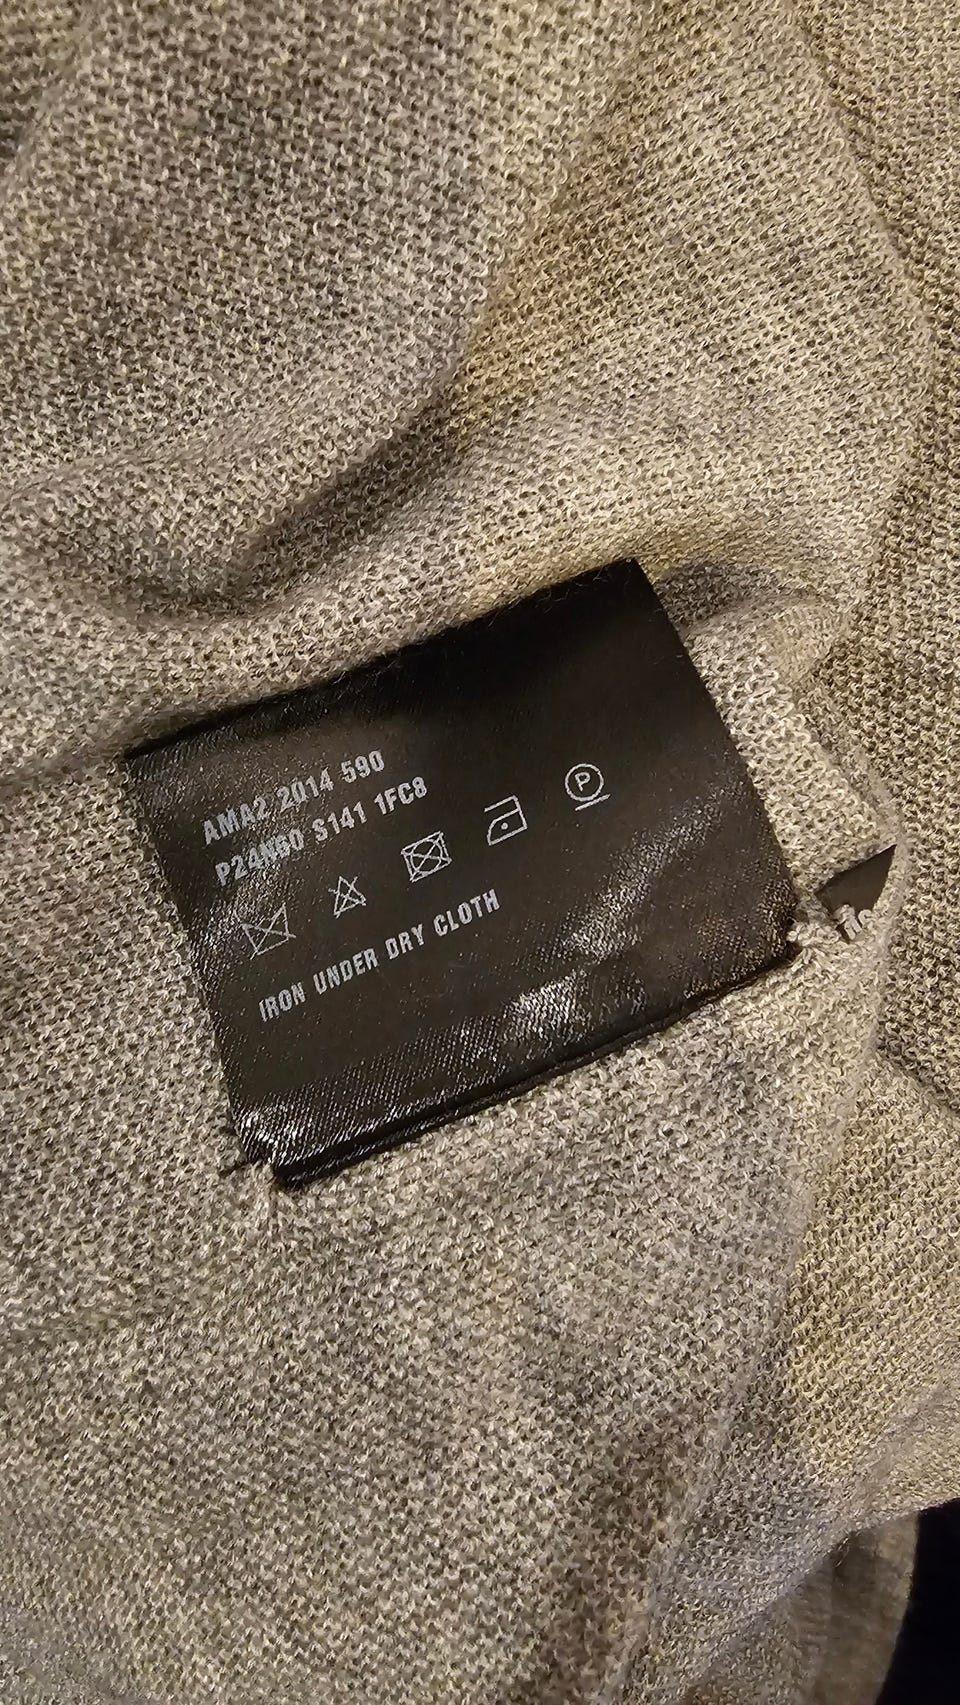 AMA2 2014 590
P24N60 S141 1FC8
P
IRON UNDER DRY CLOTH